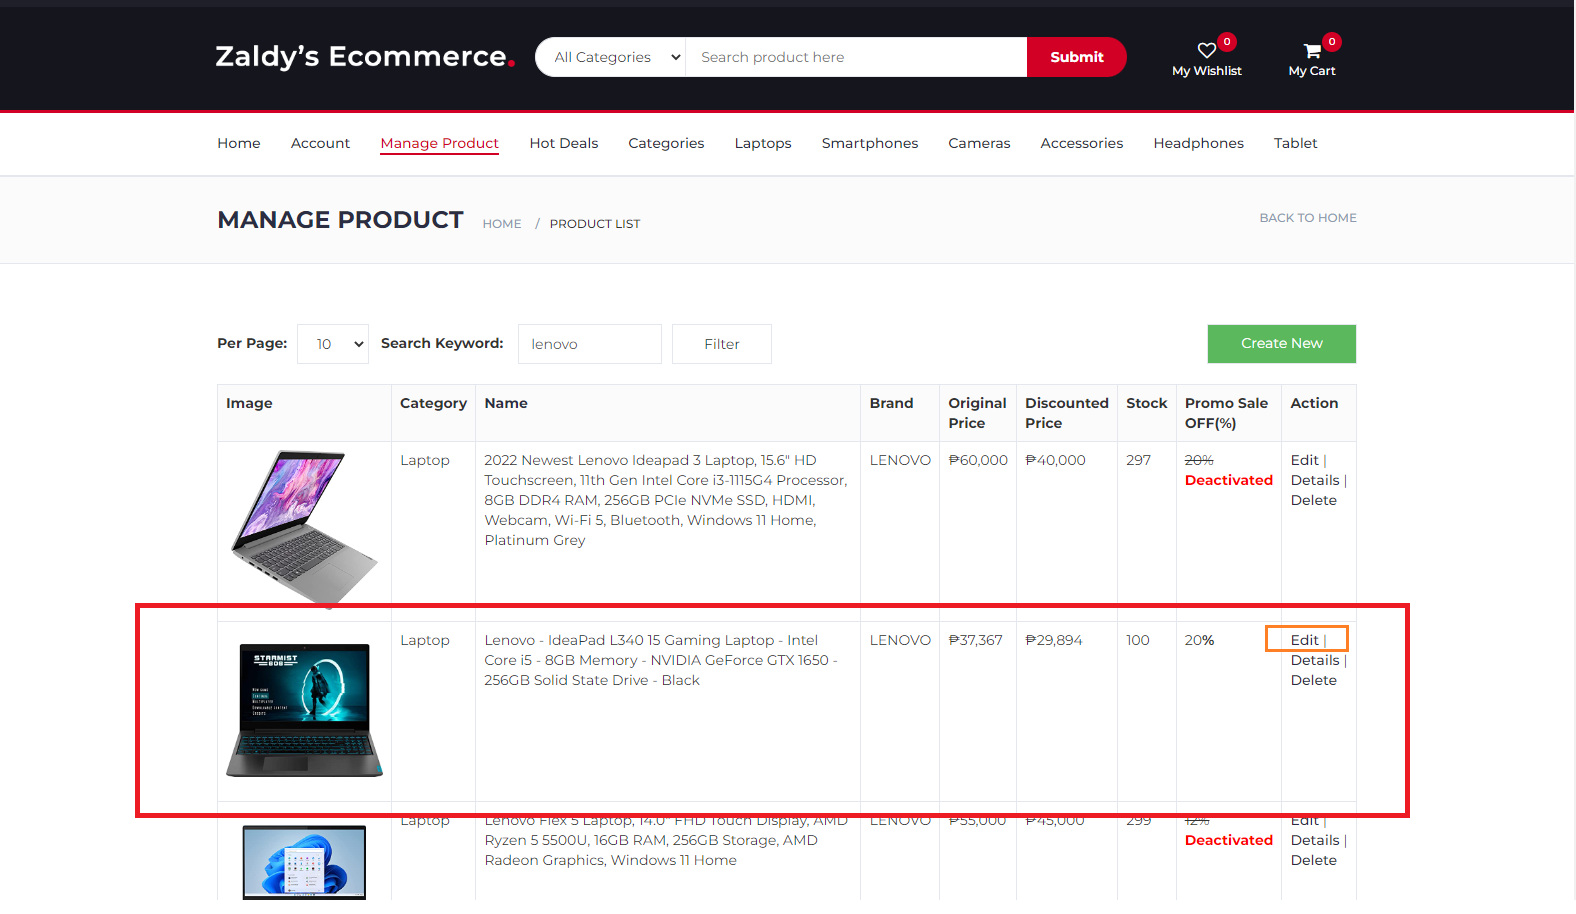 Zaldy's Ecommerce.
All Categories
Search product here
Submit
0
My Wishlist
0
My Cart
Home
Account
Manage Product
Hot Deals
Categories
Laptops
Smartphones
Cameras
Accessories
Headphones
Tablet
MANAGE PRODUCT
HOME / PRODUCT LIST
BACK TO HOME
Per Page:
10
Search Keyword:
lenovo
Filter
Create New
Image
Category
Name
Brand
Original
Price
Discounted
Price
Stock
Promo Sale
OFF(%)
Action
Laptop
2022 Newest Lenovo Ideapad 3 Laptop, 15.6" HD
Touchscreen, 11th Gen Intel Core i3-1115G4 Processor,
8GB DDR4 RAM, 256GB PCIe NVMe SSD, HDMI,
Webcam, Wi-Fi 5, Bluetooth, Windows 11 Home,
Platinum Grey
LENOVO
₱60,000
₱40,000
297
20%
Deactivated
Edit |
Details |
Delete
STARMIST
808
Laptop
Lenovo - IdeaPad L340 15 Gaming Laptop - Intel
Core i5 - 8GB Memory - NVIDIA GeForce GTX 1650 -
256GB Solid State Drive - Black
LENOVO
₱37,367
₱29,894
100
20%
Edit |
Details |
Delete
Laptop
Lenovo Flex 5 Laptop, 14.0" FHD Touch Display, AMD
Ryzen 5 5500U, 16GB RAM, 256GB Storage, AMD
Radeon Graphics, Windows 11 Home
LENOVO
₱55,000
₱45,000
299
12%
Deactivated
Edit |
Details |
Delete